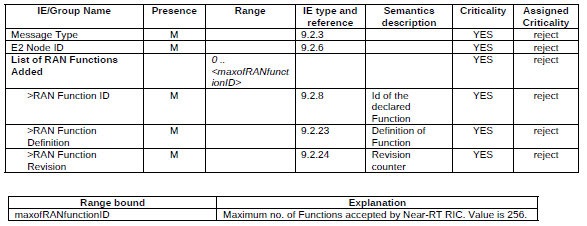 IE/Group Name Presence Range IE type and reference Semantics description Criticality Assigned Criticality
Message Type M 9.2.3 YES reject
E2 Node ID M 9.2.6 YES reject
List of RAN Functions Added 0 .. <maxofRANfunctionID> YES reject
>RAN Function ID M 9.2.8 Id of the declared Function YES reject
>RAN Function Definition M 9.2.23 Definition of Function YES reject
>RAN Function Revision M 9.2.24 Revision counter YES reject
Range bound Explanation
maxofRANfunctionID Maximum no. of Functions accepted by Near-RT RIC. Value is 256.